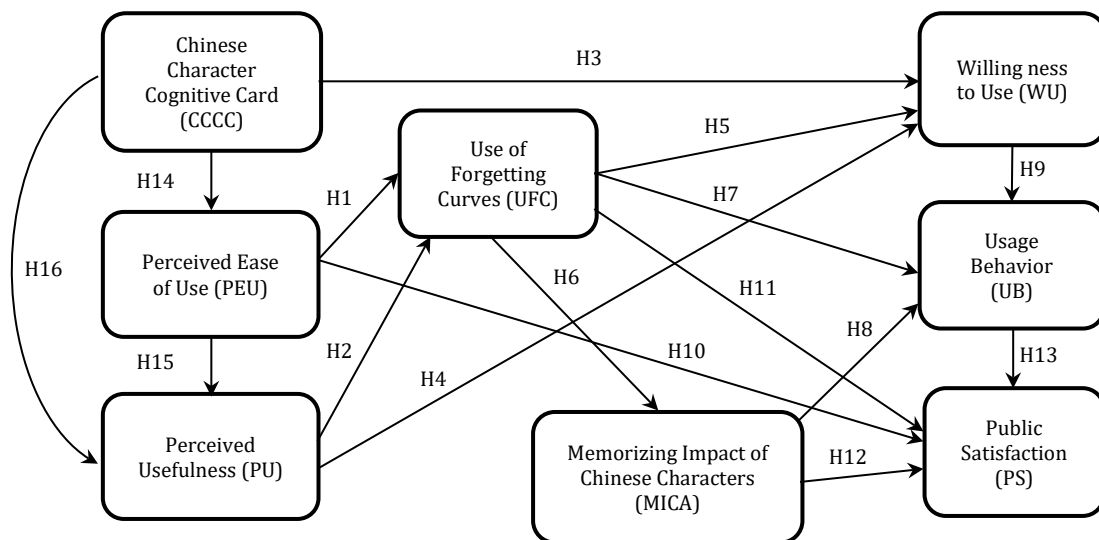 Chinese
Character
Cognitive Card
(CCCC)
H3
Willing ness
to Use (WU)
H5
Use of
Forgetting
Curves (UFC)
H14
H1
H9
H7
Perceived Ease
of Use (PEU)
Usage
Behavior
(UB)
H16
H6
H11
H8
H15
H2
H10
H4
H13
Perceived
Usefulness (PU)
Memorizing Impact of
Chinese Characters
(MICA)
H12
Public
Satisfaction
(PS)